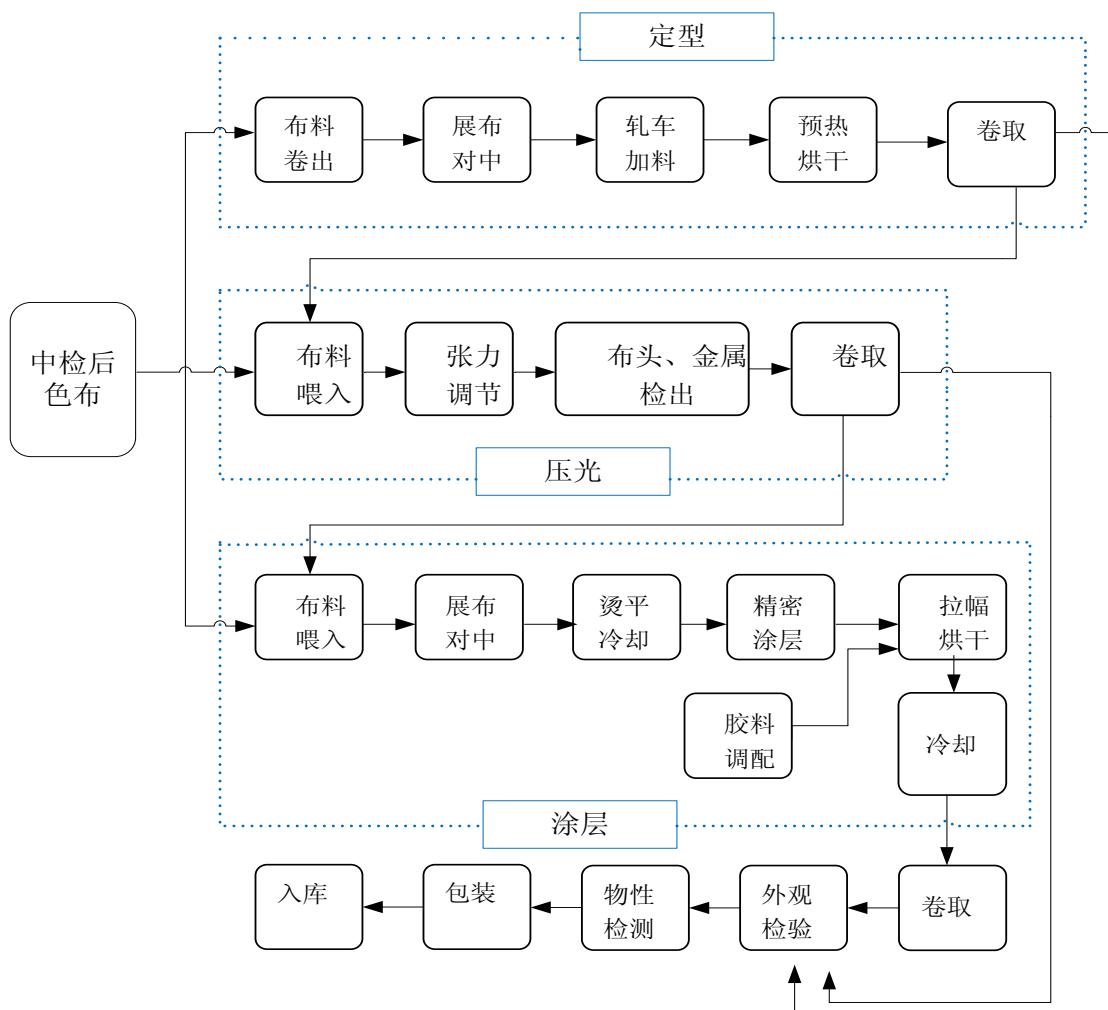 定型
布料
卷出
展布
对中
轧车
加料
预热
烘干
卷取
中检后
色布
布料
喂入
张力
调节
布头、金属
检出
卷取
压光
布料
喂入
展布
对中
烫平
冷却
精密
涂层
拉幅
烘干
胶料
调配
冷却
涂层
入库
包装
物性
检测
外观
检验
卷取